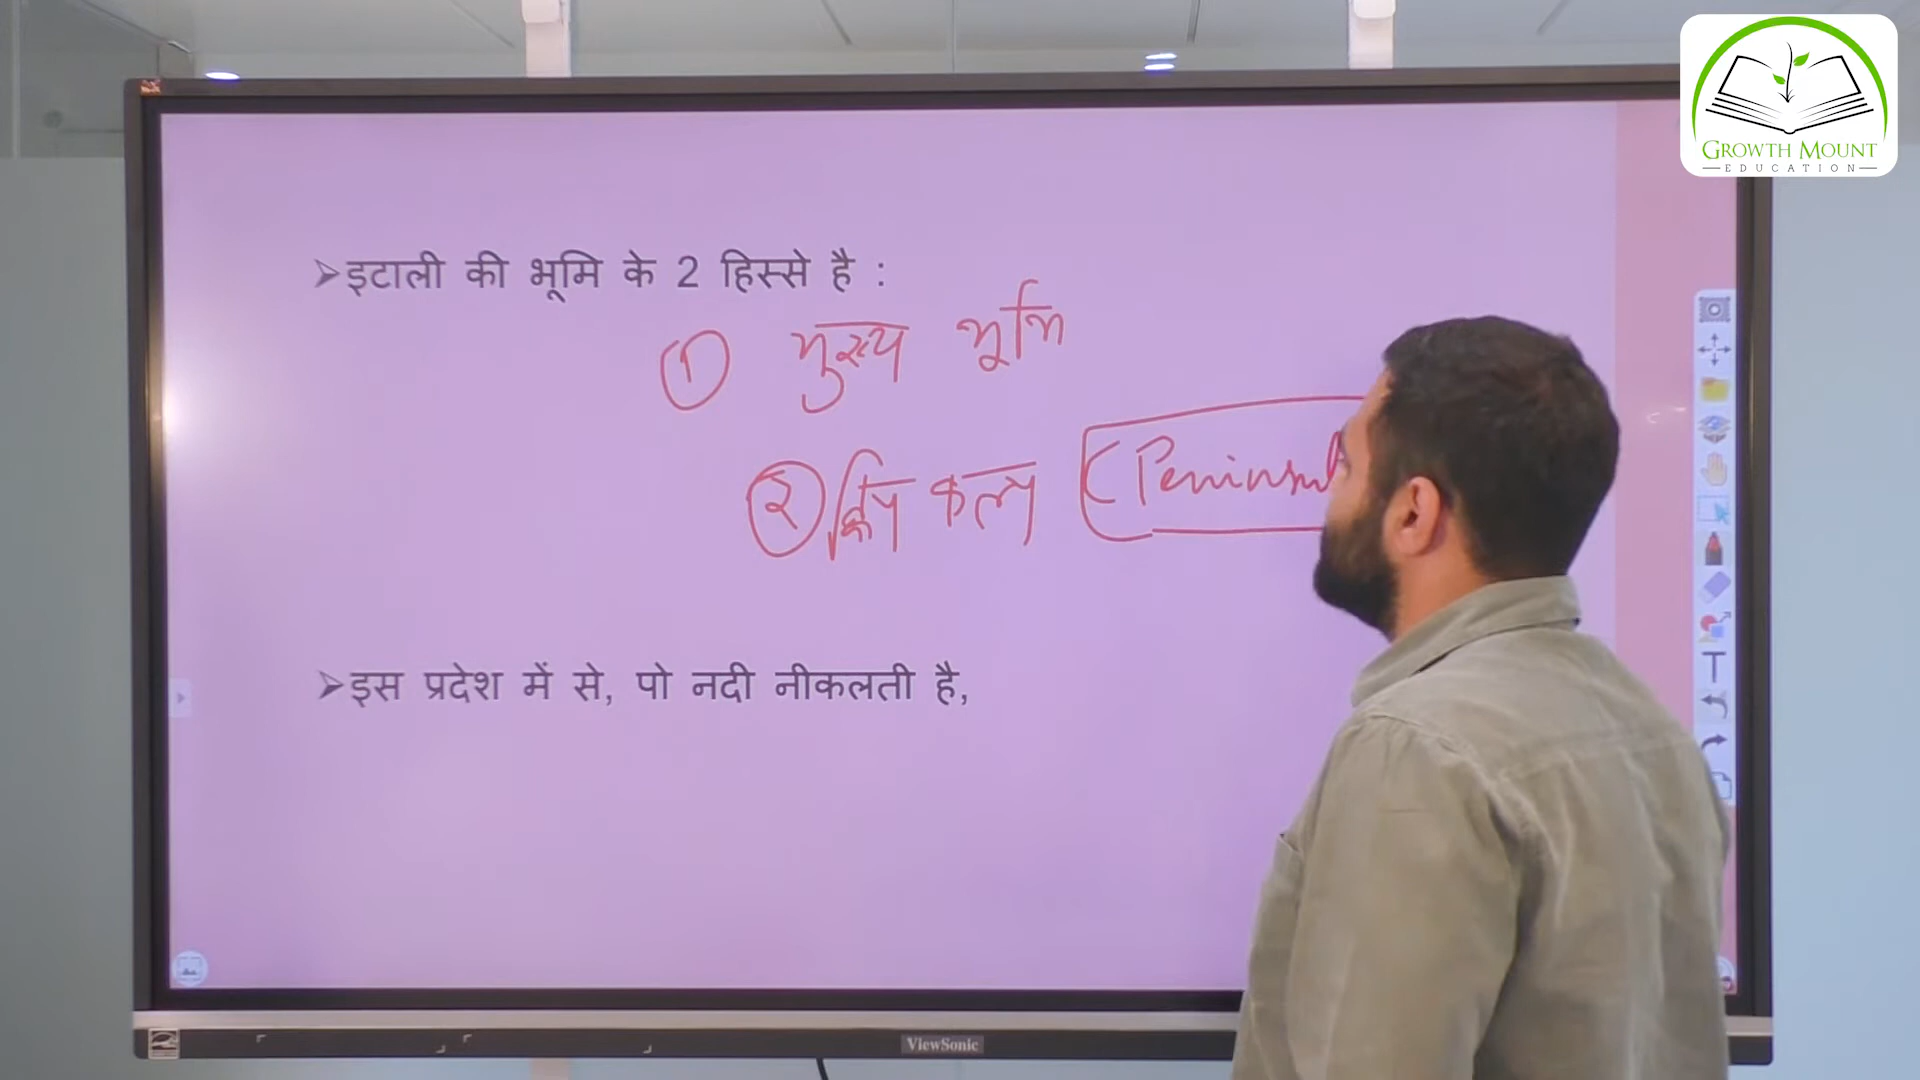 GROWTH MOUNT
EDUCATION
➢इटाली की भूमि के 2 हिस्से है :
① मुख्य भूमि
② द्विप कल्प (Peninsul
➢इस प्रदेश में से, पो नदी नीकलती है,
T
ViewSonic